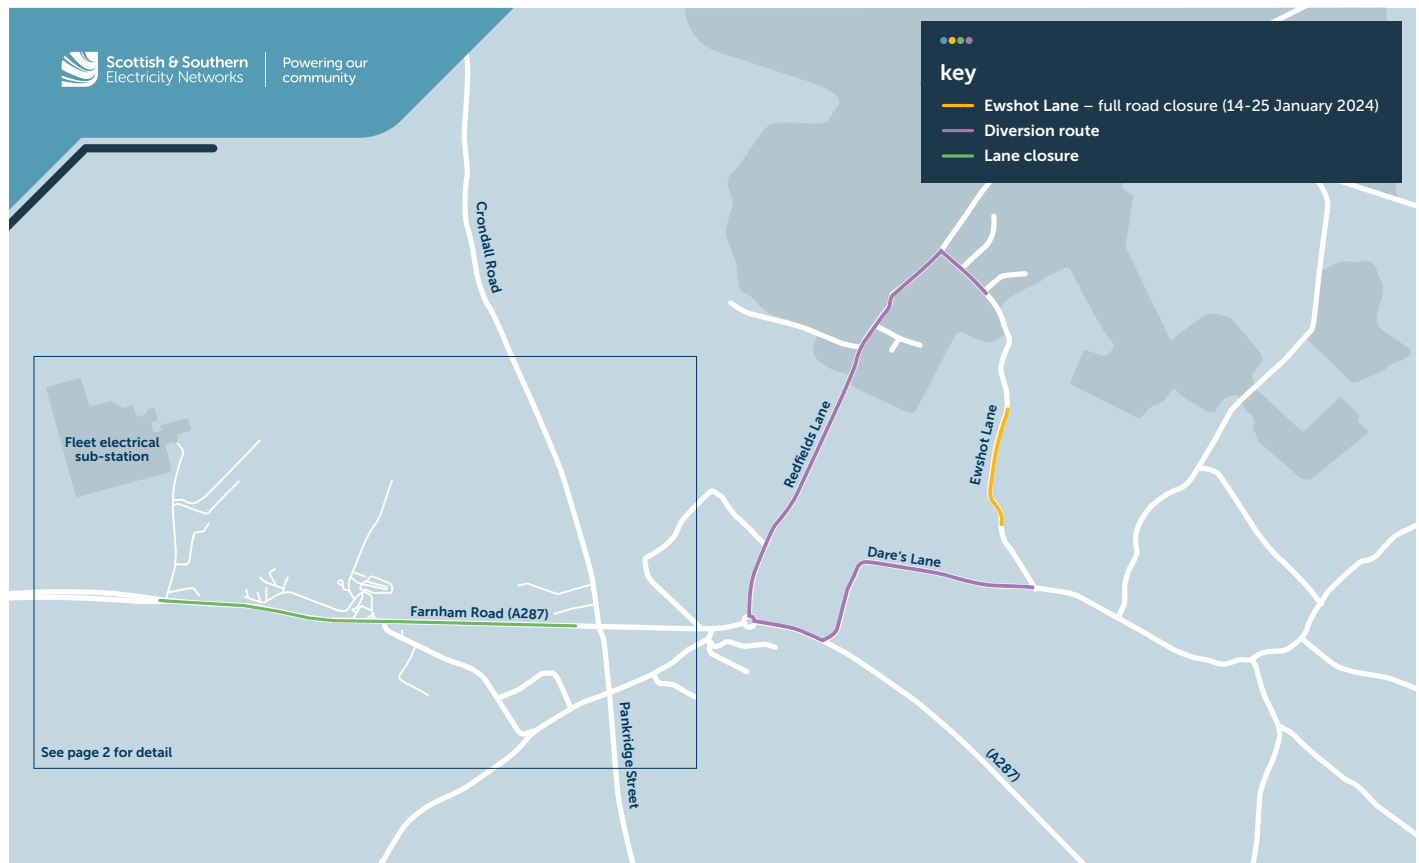 Scottish & Southern
Electricity Networks
Powering our
community
key
Ewshot Lane – full road closure (14-25 January 2024)
Diversion route
Lane closure
Crondall Road
Redfields Lane
Ewshot Lane
Fleet electrical
sub-station
Dare's Lane
Farnham Road (A287)
Pankridge Street
See page 2 for detail
(A287)